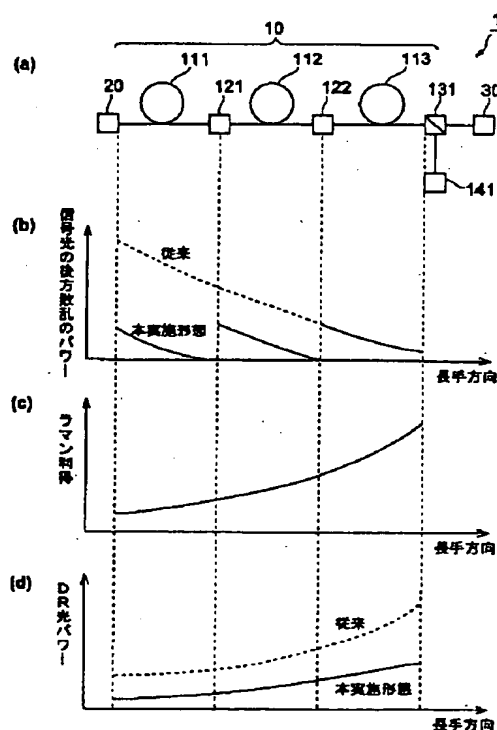 1
10
(a)
111
112
113
20
121
122
131
30
141
(b)
信号光の後方散乱のパワー
従来
本実施形態
長手方向
(c)
ラマン利得
長手方向
(d)
DR光パワー
従来
本実施形態
長手方向